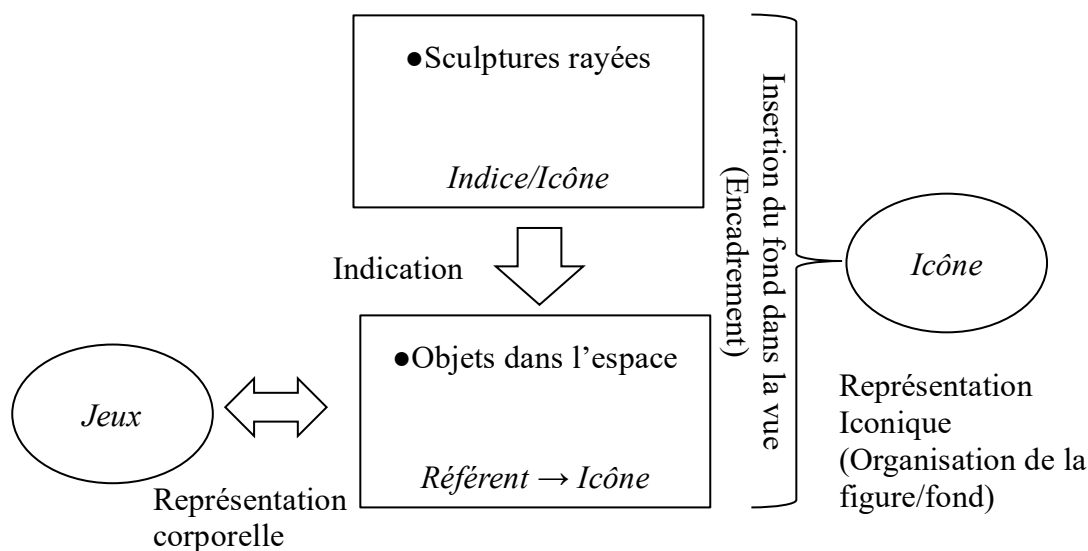 ●Sculptures rayées
Indice/Icône
Indication
●Objets dans l’espace
Référent → Icône
Jeux
Représentation
corporelle
Insertion du fond dans la vue
(Encadrement)
Icône
Représentation
Iconique
(Organisation de la
figure/fond)